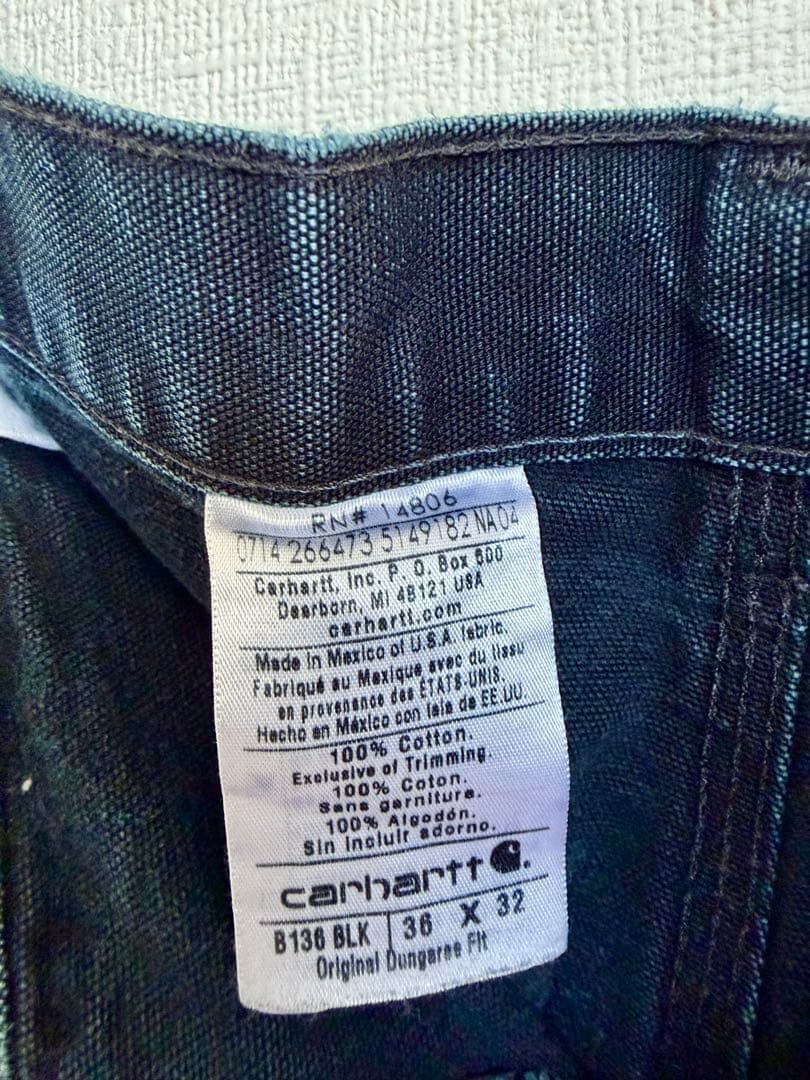 RN# 14806
0714 266473 5149182 NA04
Carhartt, Inc. P. O. Box 600
Dearborn, MI 48121 USA
carhartt.com
Made in Mexico of U.S.A fabric.
Fabriqué au Mexique avec du tissu
en provenance des ÉTATS-UNIS.
Hecho en México con tela de EE.UU.
100% Cotton.
Exclusive of Trimming.
100% Coton.
Sans garniture.
100% Algodón.
Sin incluir adorno.
carhartt
B136 BLK 36 X 32
Original Dungaree Fit